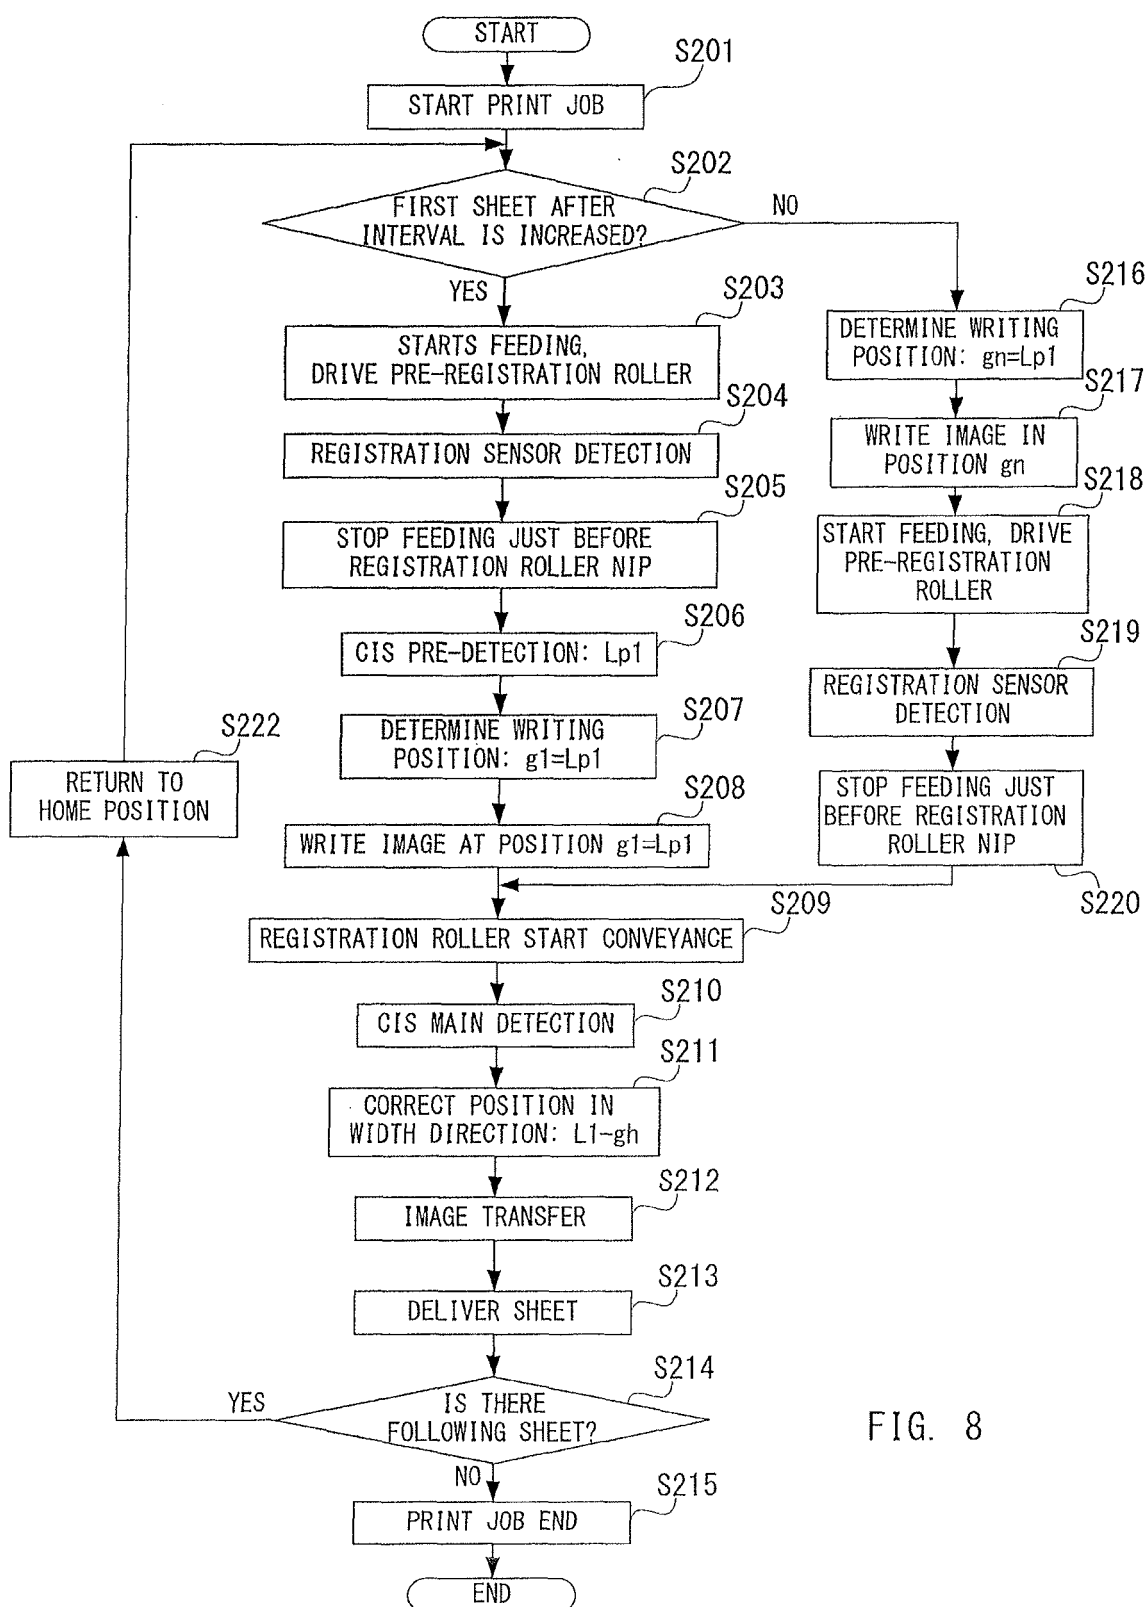 START
S201
START PRINT JOB
S202
FIRST SHEET AFTER
INTERVAL IS INCREASED?
NO
YES
S203
STARTS FEEDING,
DRIVE PRE-REGISTRATION ROLLER
S204
REGISTRATION SENSOR DETECTION
S205
STOP FEEDING JUST BEFORE
REGISTRATION ROLLER NIP
S206
CIS PRE-DETECTION: Lp1
S207
DETERMINE WRITING
POSITION: g1=Lp1
S208
WRITE IMAGE AT POSITION g1=Lp1
S216
DETERMINE WRITING
POSITION: gn=Lp1
S217
WRITE IMAGE IN
POSITION gn
S218
START FEEDING, DRIVE
PRE-REGISTRATION
ROLLER
S219
REGISTRATION SENSOR
DETECTION
STOP FEEDING JUST
BEFORE REGISTRATION
ROLLER NIP
S220
S209
REGISTRATION ROLLER START CONVEYANCE
S210
CIS MAIN DETECTION
S211
CORRECT POSITION IN
WIDTH DIRECTION: L1-gh
S212
IMAGE TRANSFER
S213
DELIVER SHEET
S214
IS THERE
FOLLOWING SHEET?
YES
S222
RETURN TO
HOME POSITION
NO
S215
PRINT JOB END
END
FIG. 8